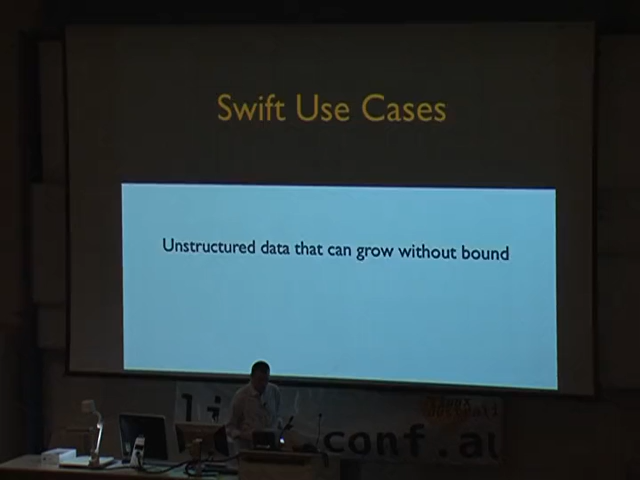 Swift Use Cases
Unstructured data that can grow without bound
conf.au